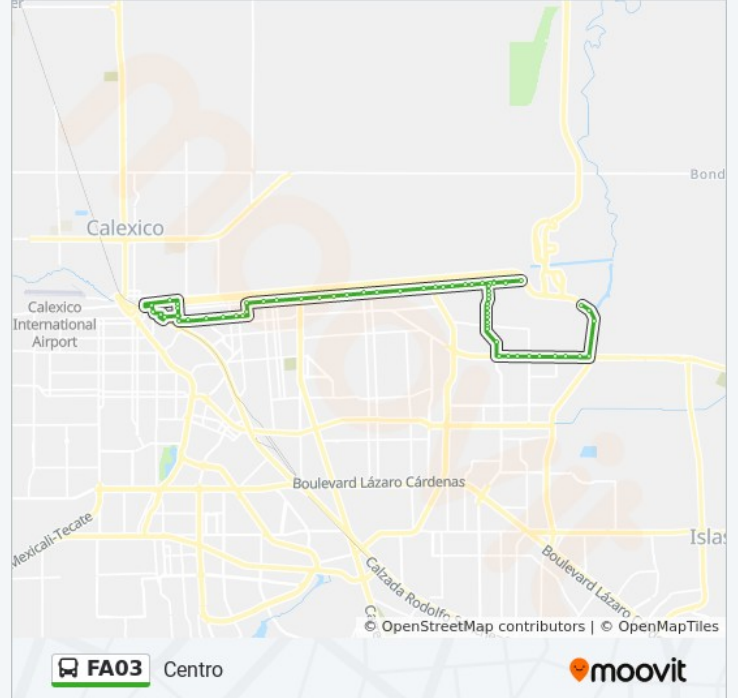 er
Bond
Calexico
Calexico
International
Airport
Boulevard Lázaro Cárdenas
Islas
Mexicali-Tecate
Boulevard Lázaro
Calzada Rodolfo
© OpenStreetMap contributors | © OpenMapTiles
FA03 Centro
moovit